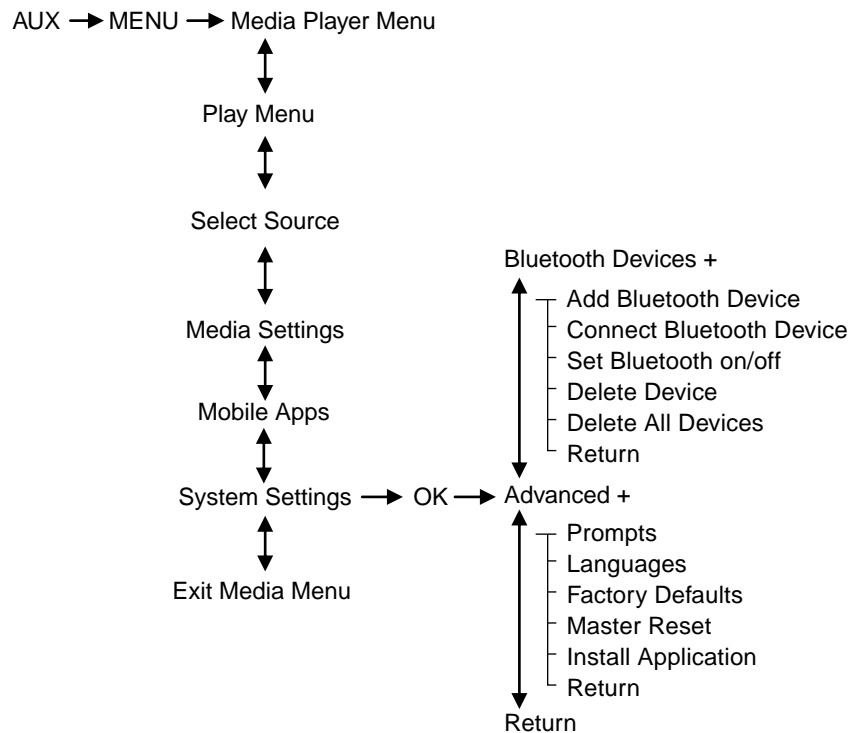 AUX MENU Media Player Menu
Play Menu
Select Source
Media Settings
Mobile Apps
System Settings OK
Exit Media Menu
Bluetooth Devices +
Add Bluetooth Device
Connect Bluetooth Device
Set Bluetooth on/off
Delete Device
Delete All Devices
Return
Advanced +
Prompts
Languages
Factory Defaults
Master Reset
Install Application
Return
Return